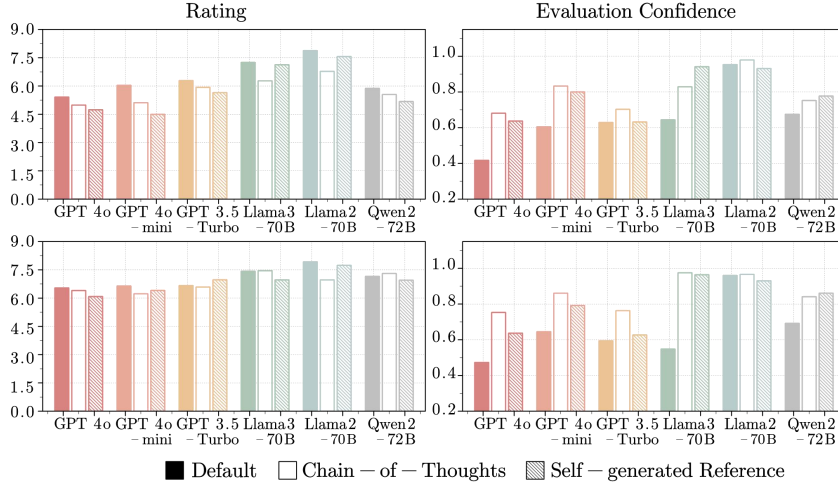 Rating
Evaluation Confidence
9.0
7.5
6.0
4.5
3.0
1.5
0.0
GPT 4o
GPT 4o
-mini
GPT 3.5
-Turbo
Llama3
-70B
Llama2
-70B
Qwen2
-72B
1.0
0.8
0.6
0.4
0.2
GPT 4o
GPT 4o
-mini
GPT 3.5
-Turbo
Llama3
-70B
Llama2
-70B
Qwen2
-72B
9.0
7.5
6.0
4.5
3.0
1.5
0.0
GPT 4o
GPT 4o
-mini
GPT 3.5
-Turbo
Llama3
-70B
Llama2
-70B
Qwen2
-72B
1.0
0.8
0.6
0.4
0.2
GPT 4o
GPT 4o
-mini
GPT 3.5
-Turbo
Llama3
-70B
Llama2
-70B
Qwen2
-72B
Default
Chain-of-Thoughts
Self-generated Reference